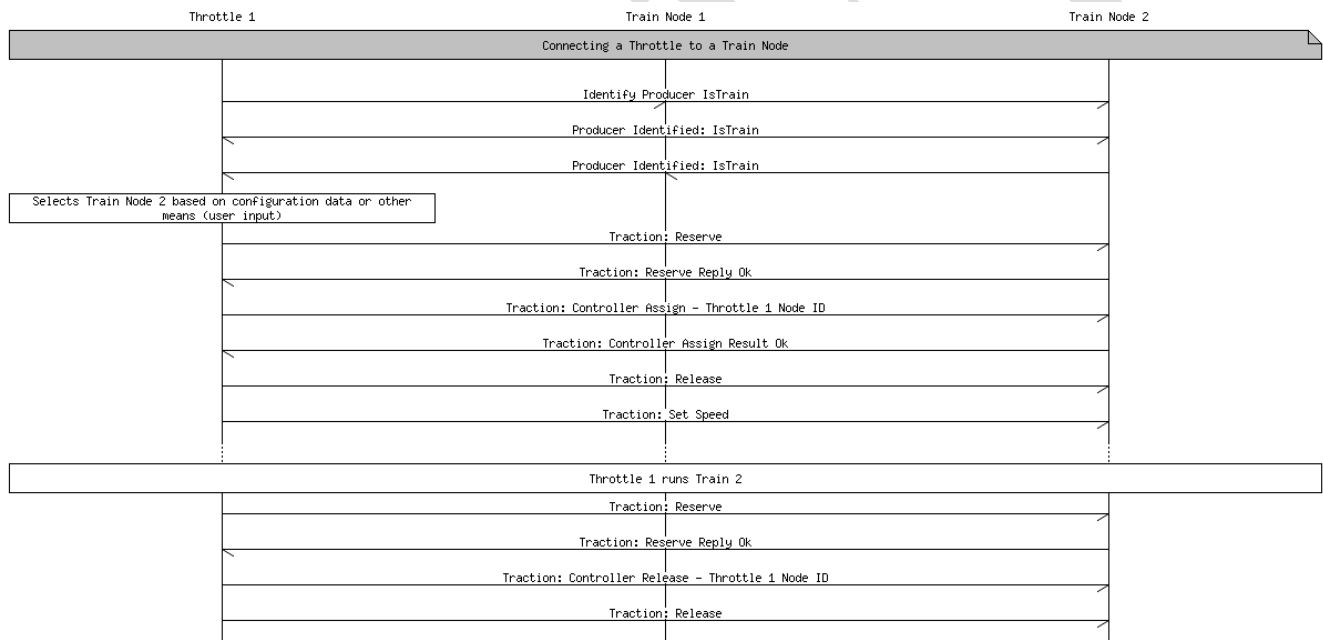 Throttle 1
Train Node 1
Train Node 2
Connecting a Throttle to a Train Node
Identify Producer IsTrain
Producer Identified: IsTrain
Producer Identified: IsTrain
Selects Train Node 2 based on configuration data or other
means (user input)
Traction: Reserve
Traction: Reserve Reply Ok
Traction: Controller Assign - Throttle 1 Node ID
Traction: Controller Assign Result Ok
Traction: Release
Traction: Set Speed
Throttle 1 runs Train 2
Traction: Reserve
Traction: Reserve Reply Ok
Traction: Controller Release - Throttle 1 Node ID
Traction: Release